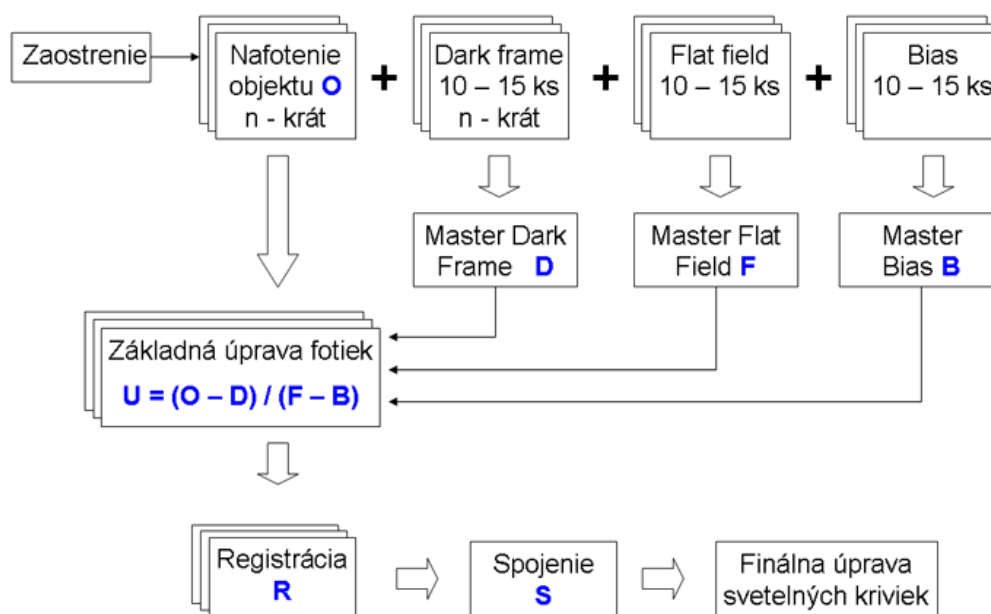 Zaostrenie
Nafotenie
objektu O
n - krát
+
Dark frame
10 – 15 ks
n - krát
+
Flat field
10 – 15 ks
+
Bias
10 – 15 ks
Master Dark
Frame D
Master Flat
Field F
Master
Bias B
Základná úprava fotiek
U = (O – D) / (F – B)
Registrácia
R
Spojenie
S
Finálna úprava
svetelných kriviek